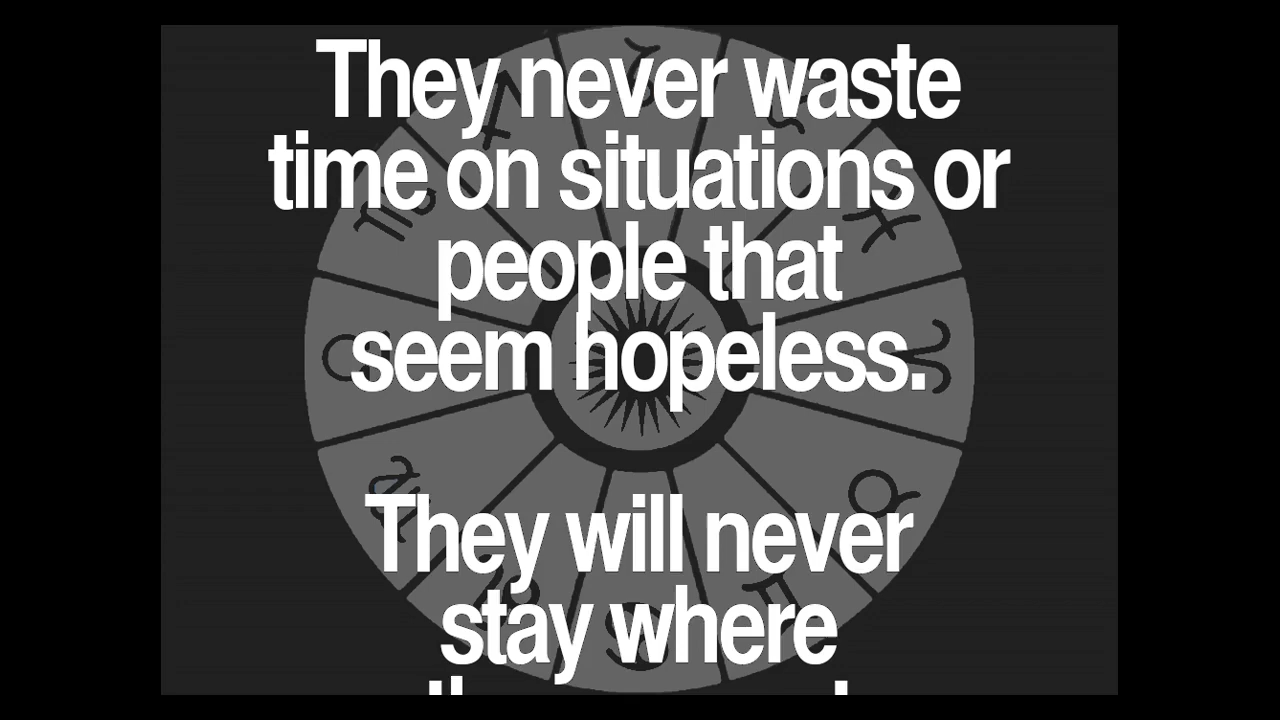 They never waste
time on situations or
people that
seem hopeless.
They will never
stay where